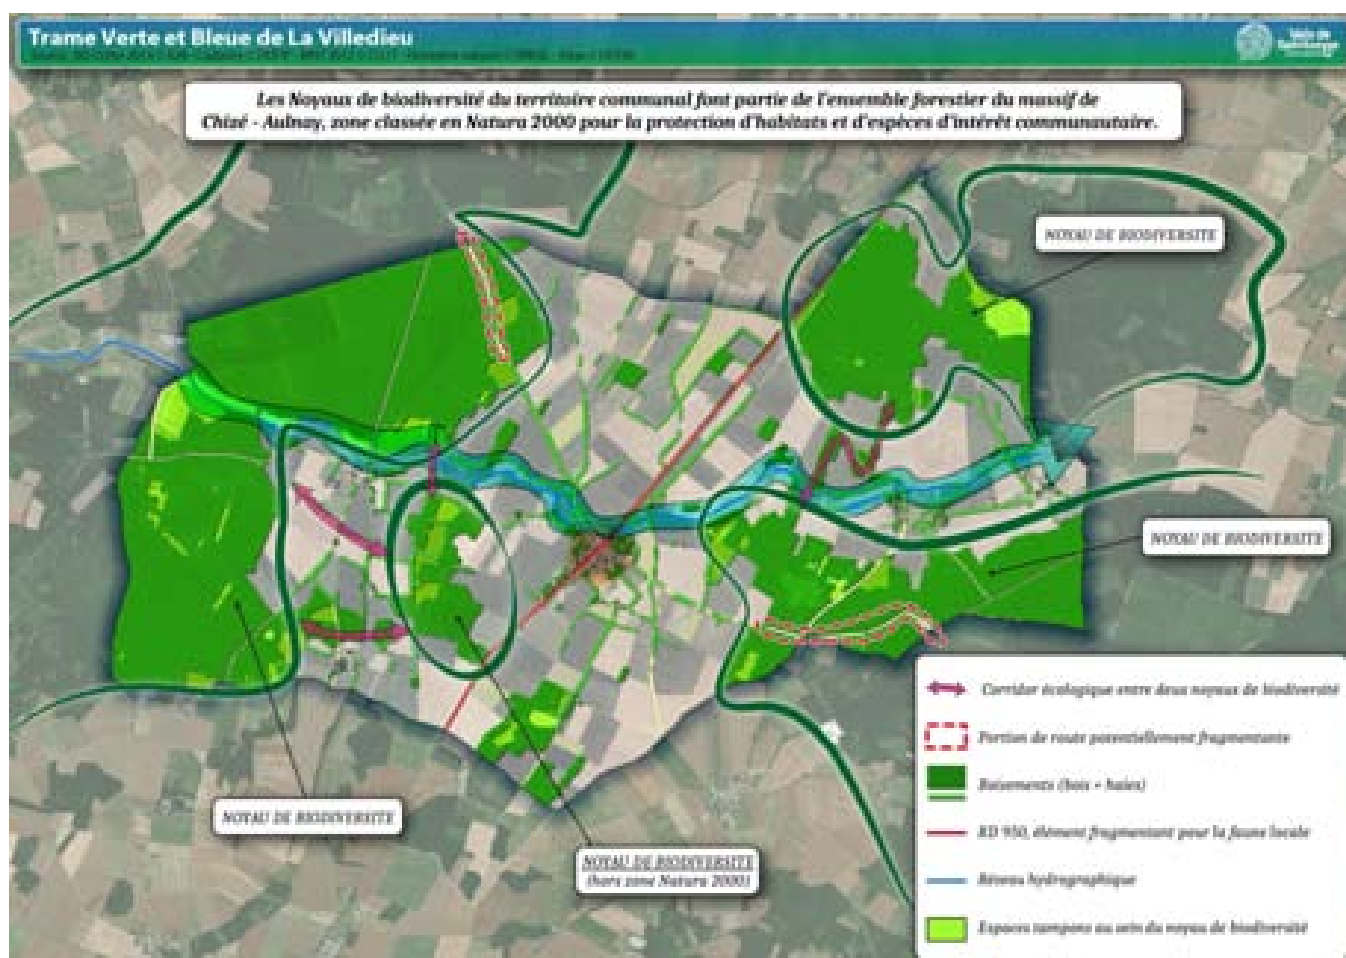 Trame Verte et Bleue de La Villedieu
Les Noyaux de biodiversité du territoire communal font partie de l'ensemble forestier du massif de
Chizé - Aulnay, zone classée en Natura 2000 pour la protection d'habitats et d'espèces d'intérêt communautaire.
NOYAU DE BIODIVERSITE
NOYAU DE BIODIVERSITE
NOYAU DE BIODIVERSITE
NOYAU DE BIODIVERSITE
(hors zone Natura 2000)
Corridor écologique entre deux noyaux de biodiversité
Portion de route potentiellement fragmentante
Boisements (bois + haies)
RD 950, élément fragmentant pour la faune locale
Réseau hydrographique
Espaces tampons au sein du noyau de biodiversité